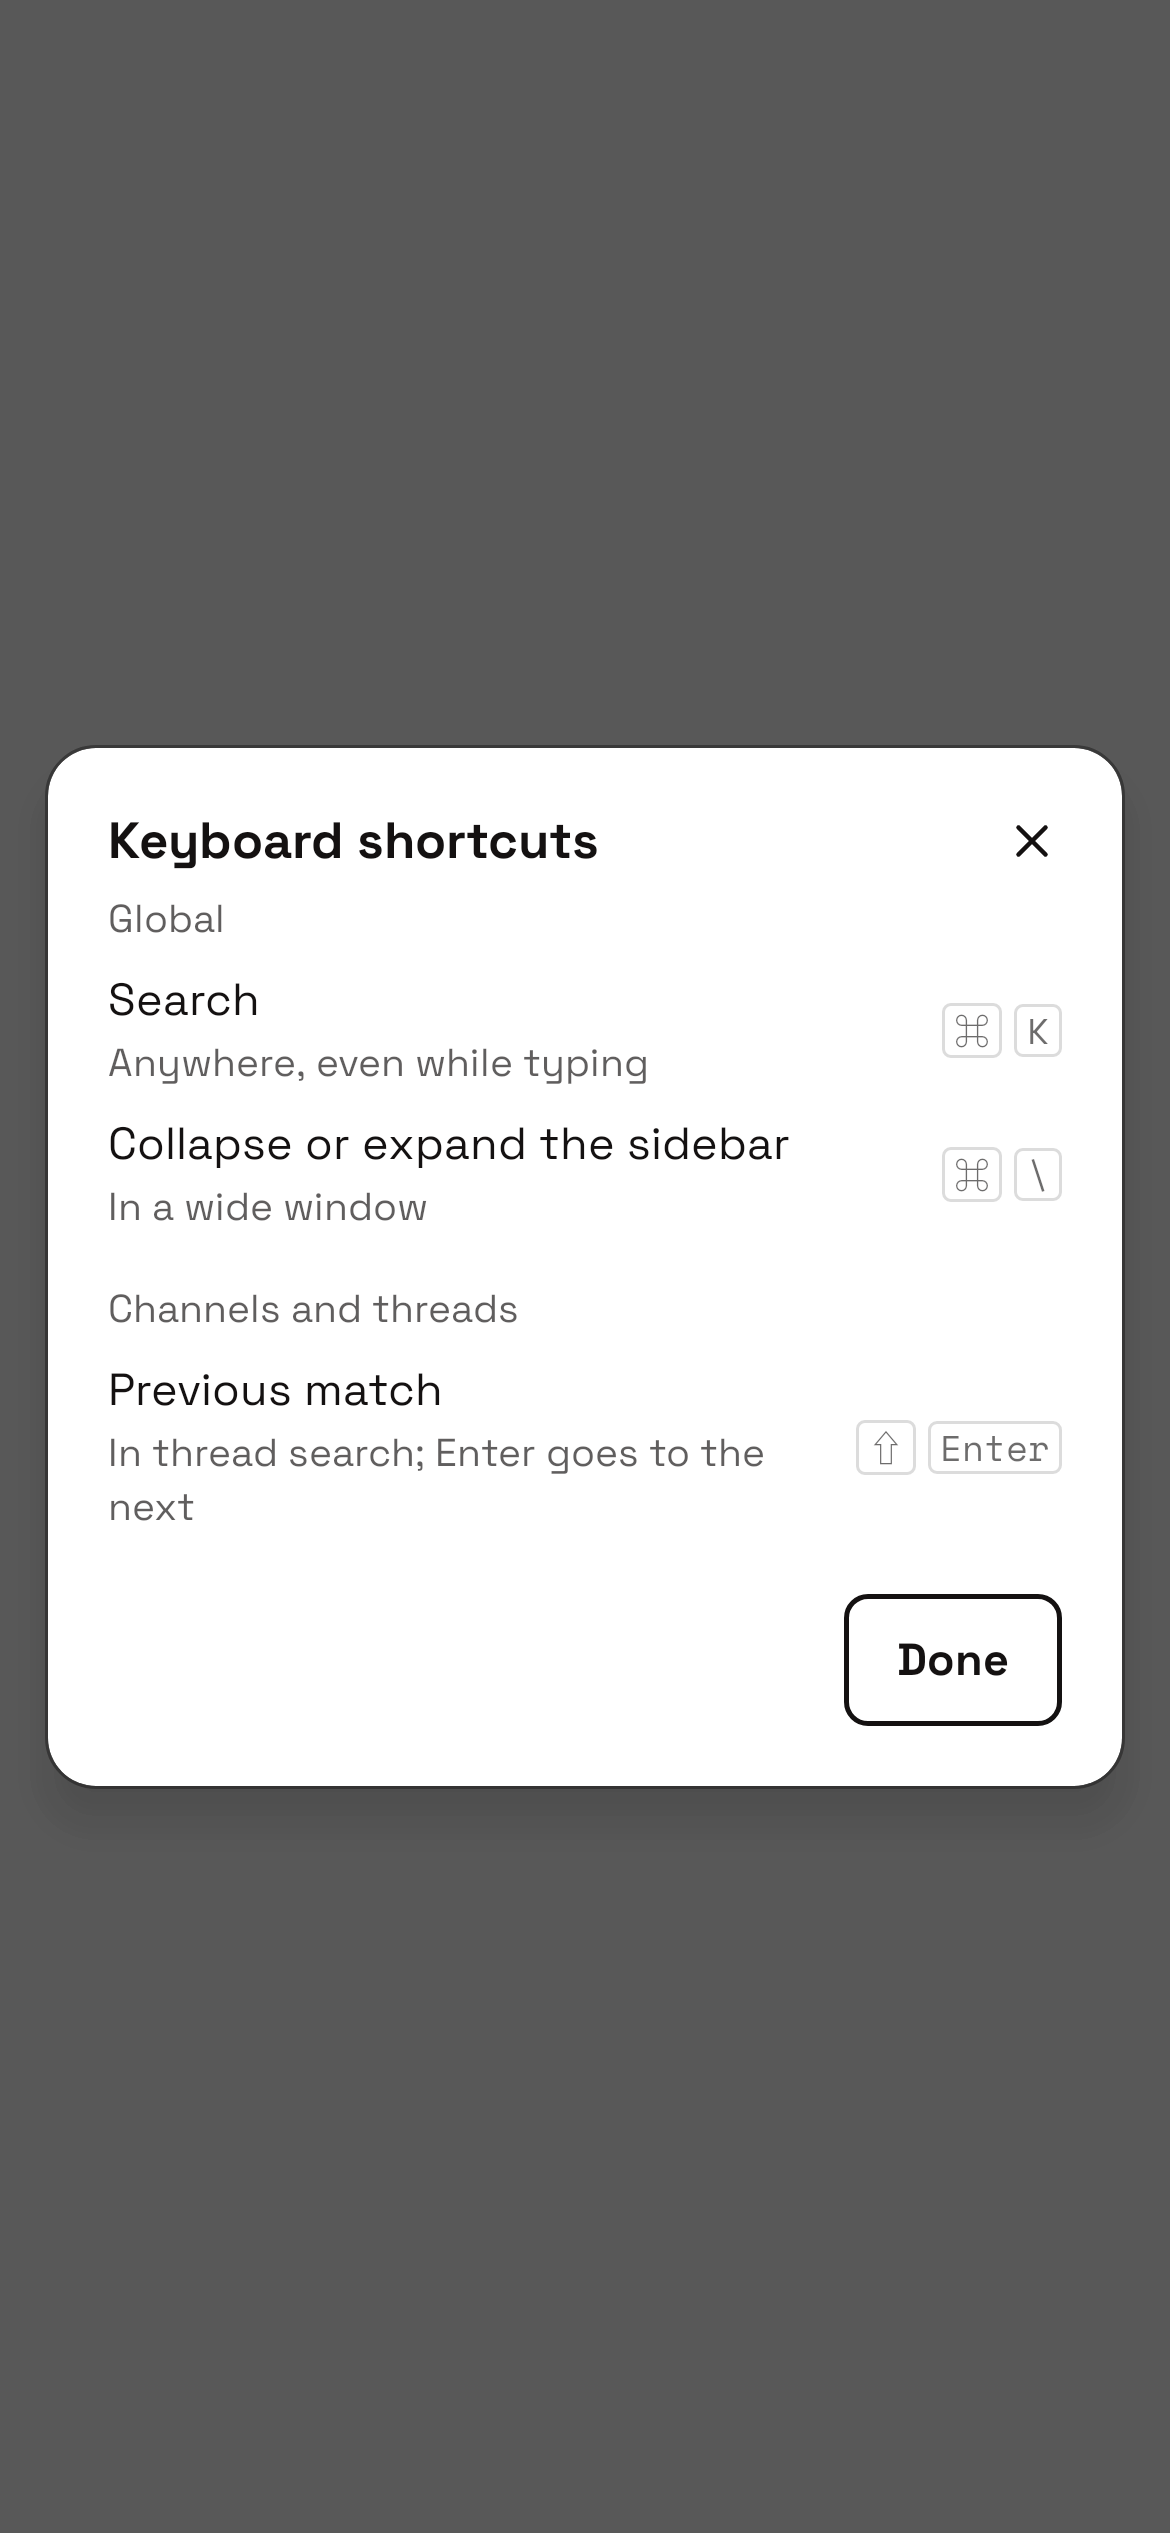 Keyboard shortcuts
Global
Search
Anywhere, even while typing
⌘ K
Collapse or expand the sidebar
In a wide window
⌘ \
Channels and threads
Previous match
In thread search; Enter goes to the
next
⇧ Enter
Done